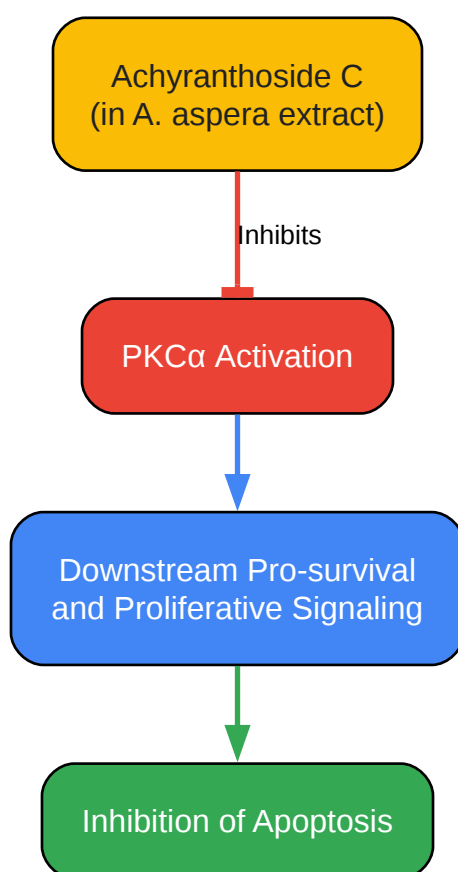 Achyranthoside C
(in A. aspera extract)
Inhibits
PKCα Activation
Downstream Pro-survival
and Proliferative Signaling
Inhibition of Apoptosis